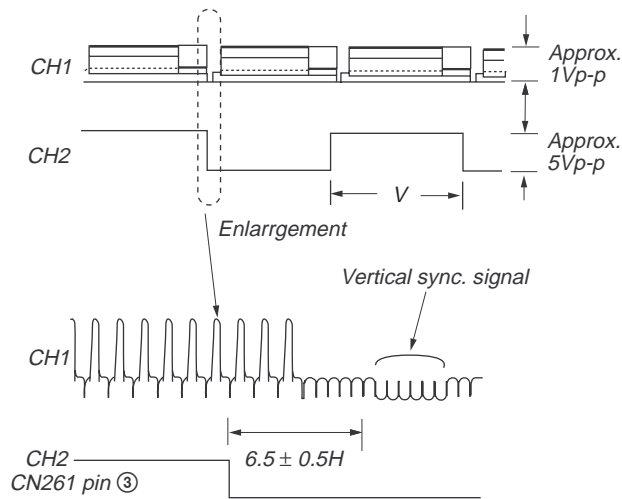 CH1
Approx.
1Vp-p
CH2
Approx.
5Vp-p
V
Enlarrgement
Vertical sync. signal
CH1
6.5 ± 0.5H
CH2
CN261 pin ③